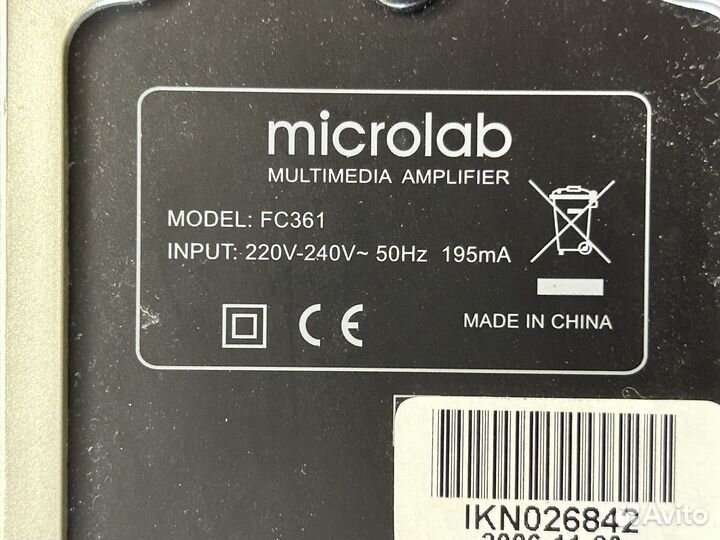 microlab
MULTIMEDIA AMPLIFIER
MODEL: FC361
INPUT: 220V-240V~ 50Hz 195mA
CE
MADE IN CHINA
IKN026842
Avito